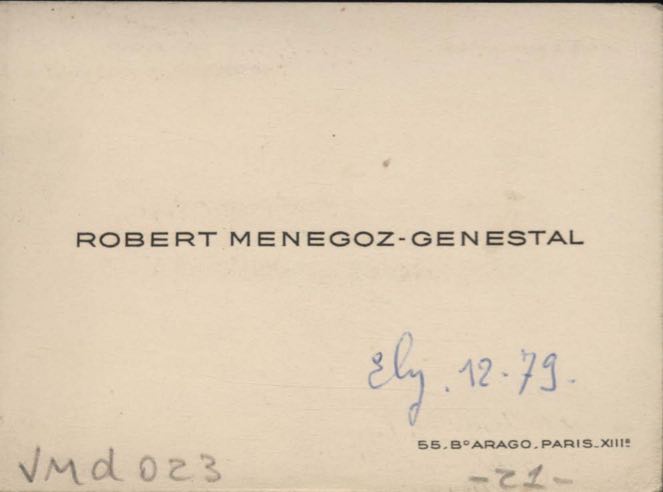 ROBERT MENEGOZ-GENESTAL
Ely. 12-79.
55. Bᴰ ARAGO. PARIS. XIIIᵉ
VMd 023
-21-